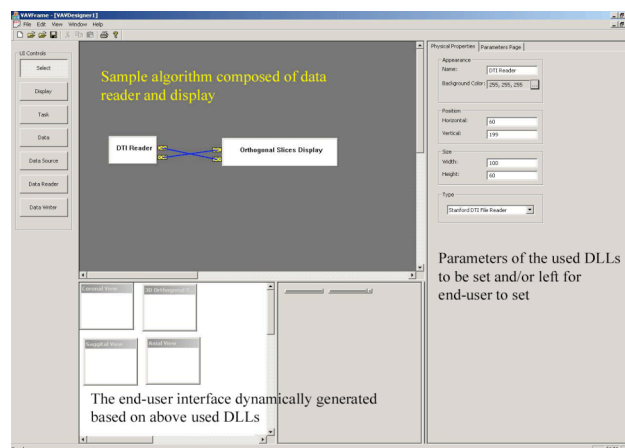 VAVFrame - [VAVDesigner1]
File Edit View Window Help
UI Controls
Select
Display
Task
Data
Data Source
Data Reader
Data Writer
Sample algorithm composed of data
reader and display
DTI Reader
Orthogonal Slices Display
Coronal View
3D Orthogonal
Saggital View
Axial View
The end-user interface dynamically generated
based on above used DLLs
Physical Properties Parameters Page
Appearance
Name: DTI Reader
Background Color: 255, 255, 255 ...
Position
Horizontal: 60
Vertical: 199
Size
Width: 100
Height: 60
Type
Stanford DTI File Reader
Parameters of the used DLLs
to be set and/or left for
end-user to set